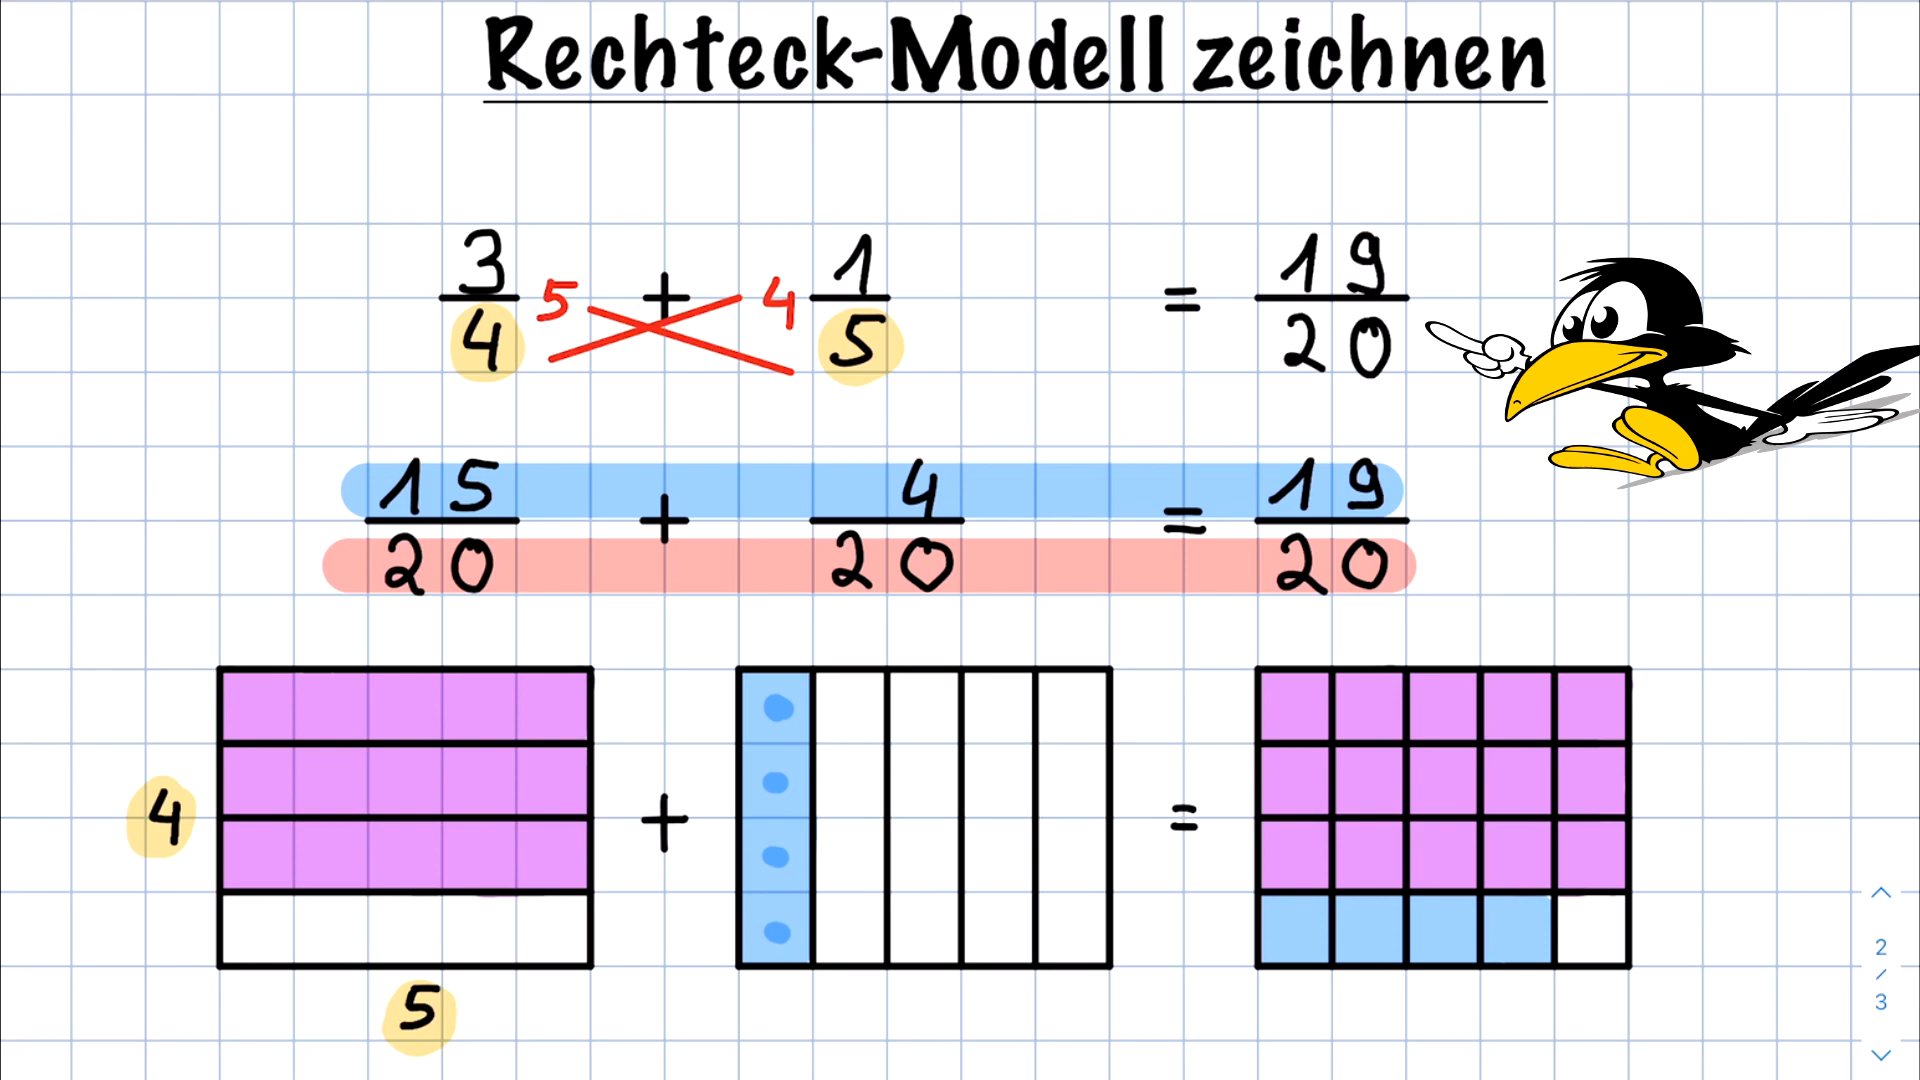 Rechteck-Modell zeichnen
3/4 5 + 4 1/5 = 19/20
15/20 + 4/20 = 19/20
4 + =
5
2
/
3